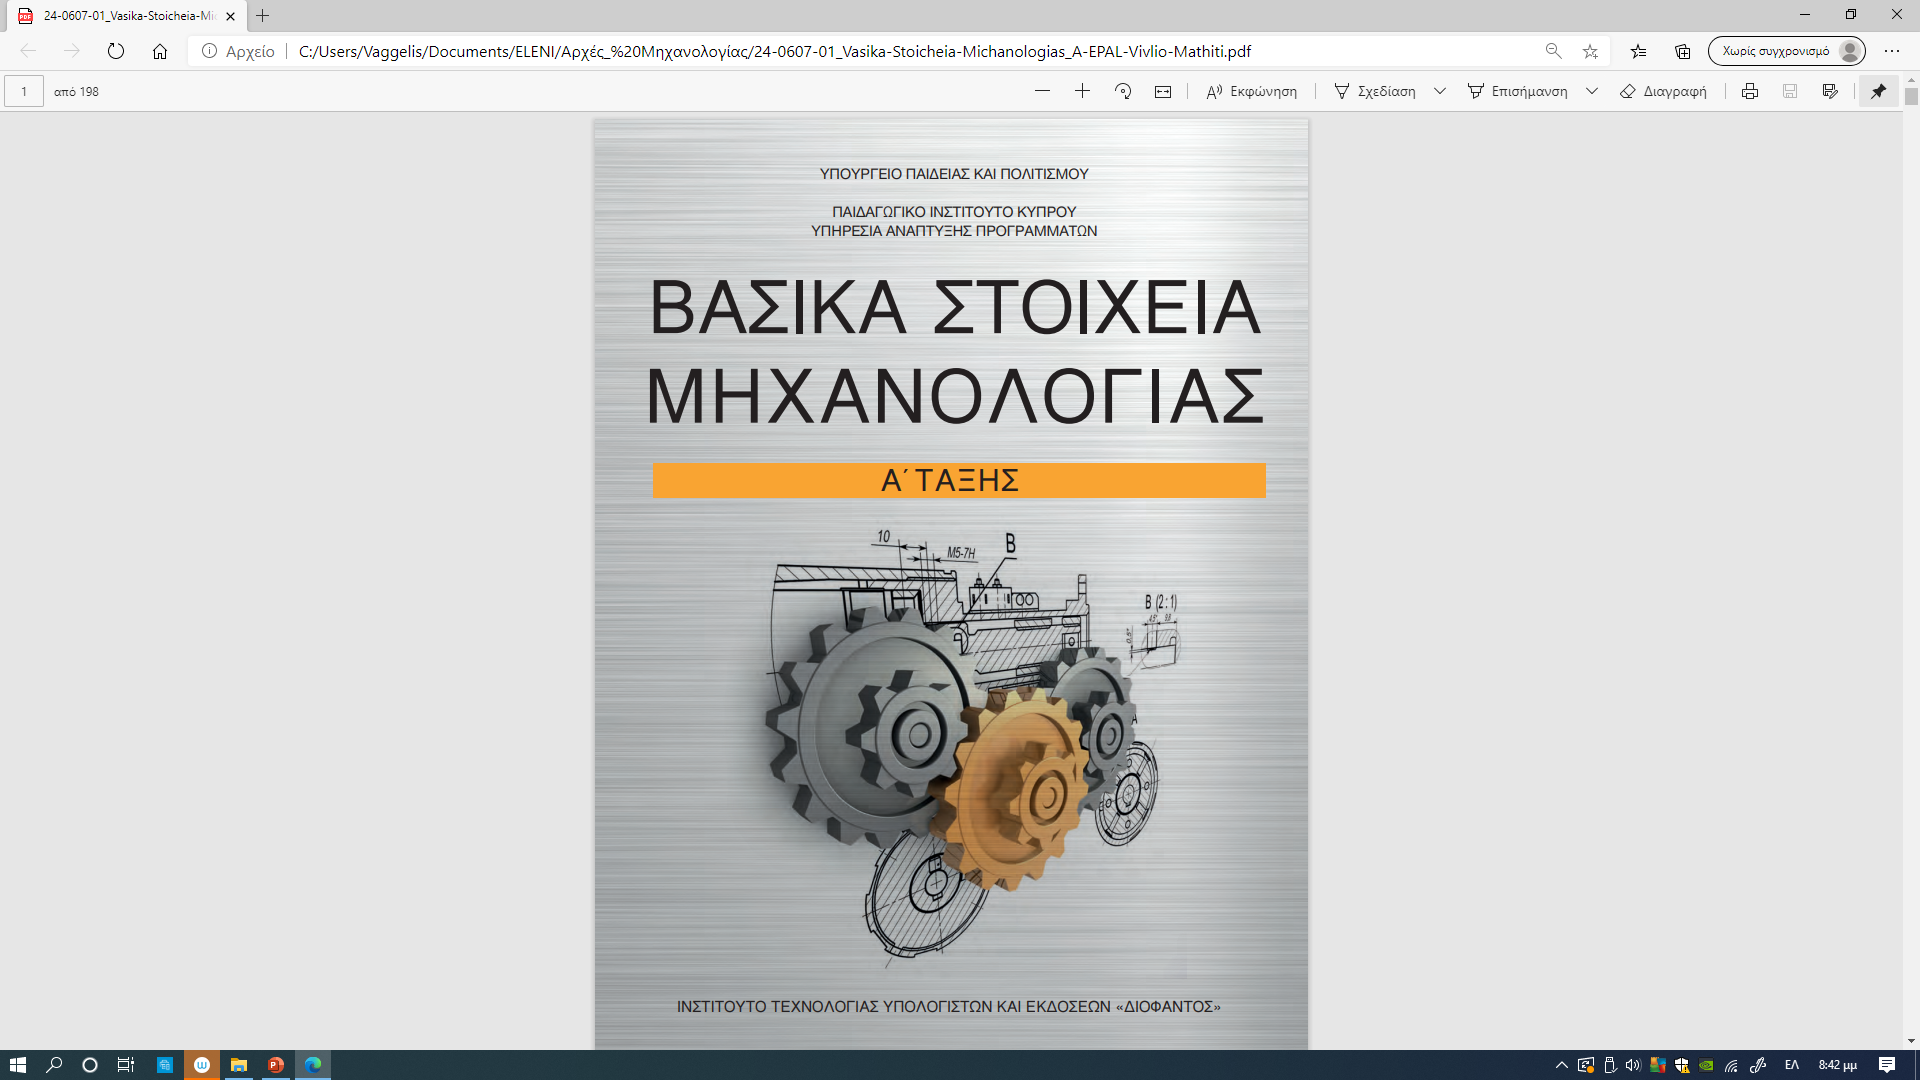 24-0607-01_Vasika-Stoicheia-Mic
Αρχείο
C:/Users/Vaggelis/Documents/ELENI/Αρχές_%20Μηχανολογίας/24-0607-01_Vasika-Stoicheia-Michanologias_A-EPAL-Vivlio-Mathiti.pdf
Χωρίς συγχρονισμό
1
από 198
Εκφώνηση
Σχεδίαση
Επισήμανση
Διαγραφή
ΥΠΟΥΡΓΕΙΟ ΠΑΙΔΕΙΑΣ ΚΑΙ ΠΟΛΙΤΙΣΜΟΥ
ΠΑΙΔΑΓΩΓΙΚΟ ΙΝΣΤΙΤΟΥΤΟ ΚΥΠΡΟΥ
ΥΠΗΡΕΣΙΑ ΑΝΑΠΤΥΞΗΣ ΠΡΟΓΡΑΜΜΑΤΩΝ
ΒΑΣΙΚΑ ΣΤΟΙΧΕΙΑ
ΜΗΧΑΝΟΛΟΓΙΑΣ
Α΄ ΤΑΞΗΣ
10
M5-7H
B
B (2:1)
A
ΙΝΣΤΙΤΟΥΤΟ ΤΕΧΝΟΛΟΓΙΑΣ ΥΠΟΛΟΓΙΣΤΩΝ ΚΑΙ ΕΚΔΟΣΕΩΝ «ΔΙΟΦΑΝΤΟΣ»
ΕΛ
8:42 μμ